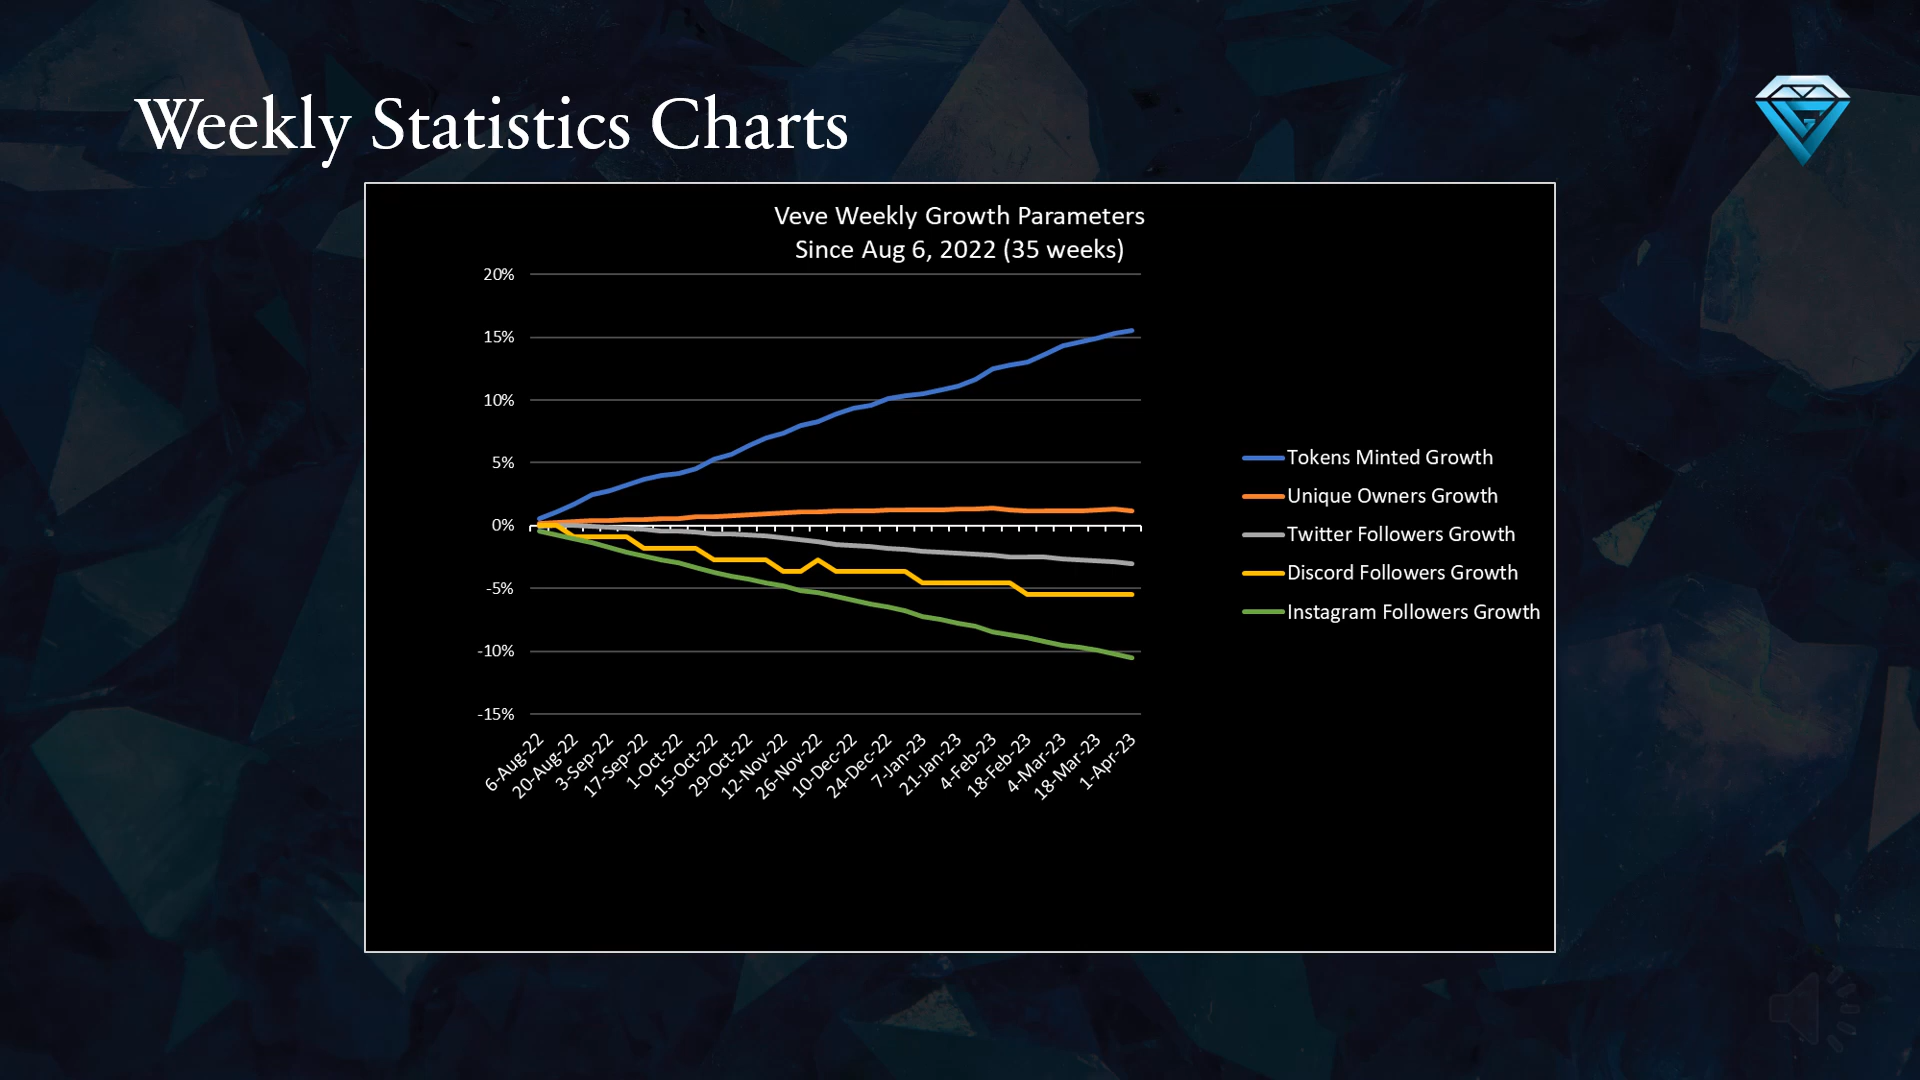 Weekly Statistics Charts
Veve Weekly Growth Parameters
Since Aug 6, 2022 (35 weeks)
20%
15%
10%
5%
0%
-5%
-10%
-15%
6-Aug-22
20-Aug-22
3-Sep-22
17-Sep-22
1-Oct-22
15-Oct-22
29-Oct-22
12-Nov-22
26-Nov-22
10-Dec-22
24-Dec-22
7-Jan-23
21-Jan-23
4-Feb-23
18-Feb-23
4-Mar-23
18-Mar-23
1-Apr-23
Tokens Minted Growth
Unique Owners Growth
Twitter Followers Growth
Discord Followers Growth
Instagram Followers Growth